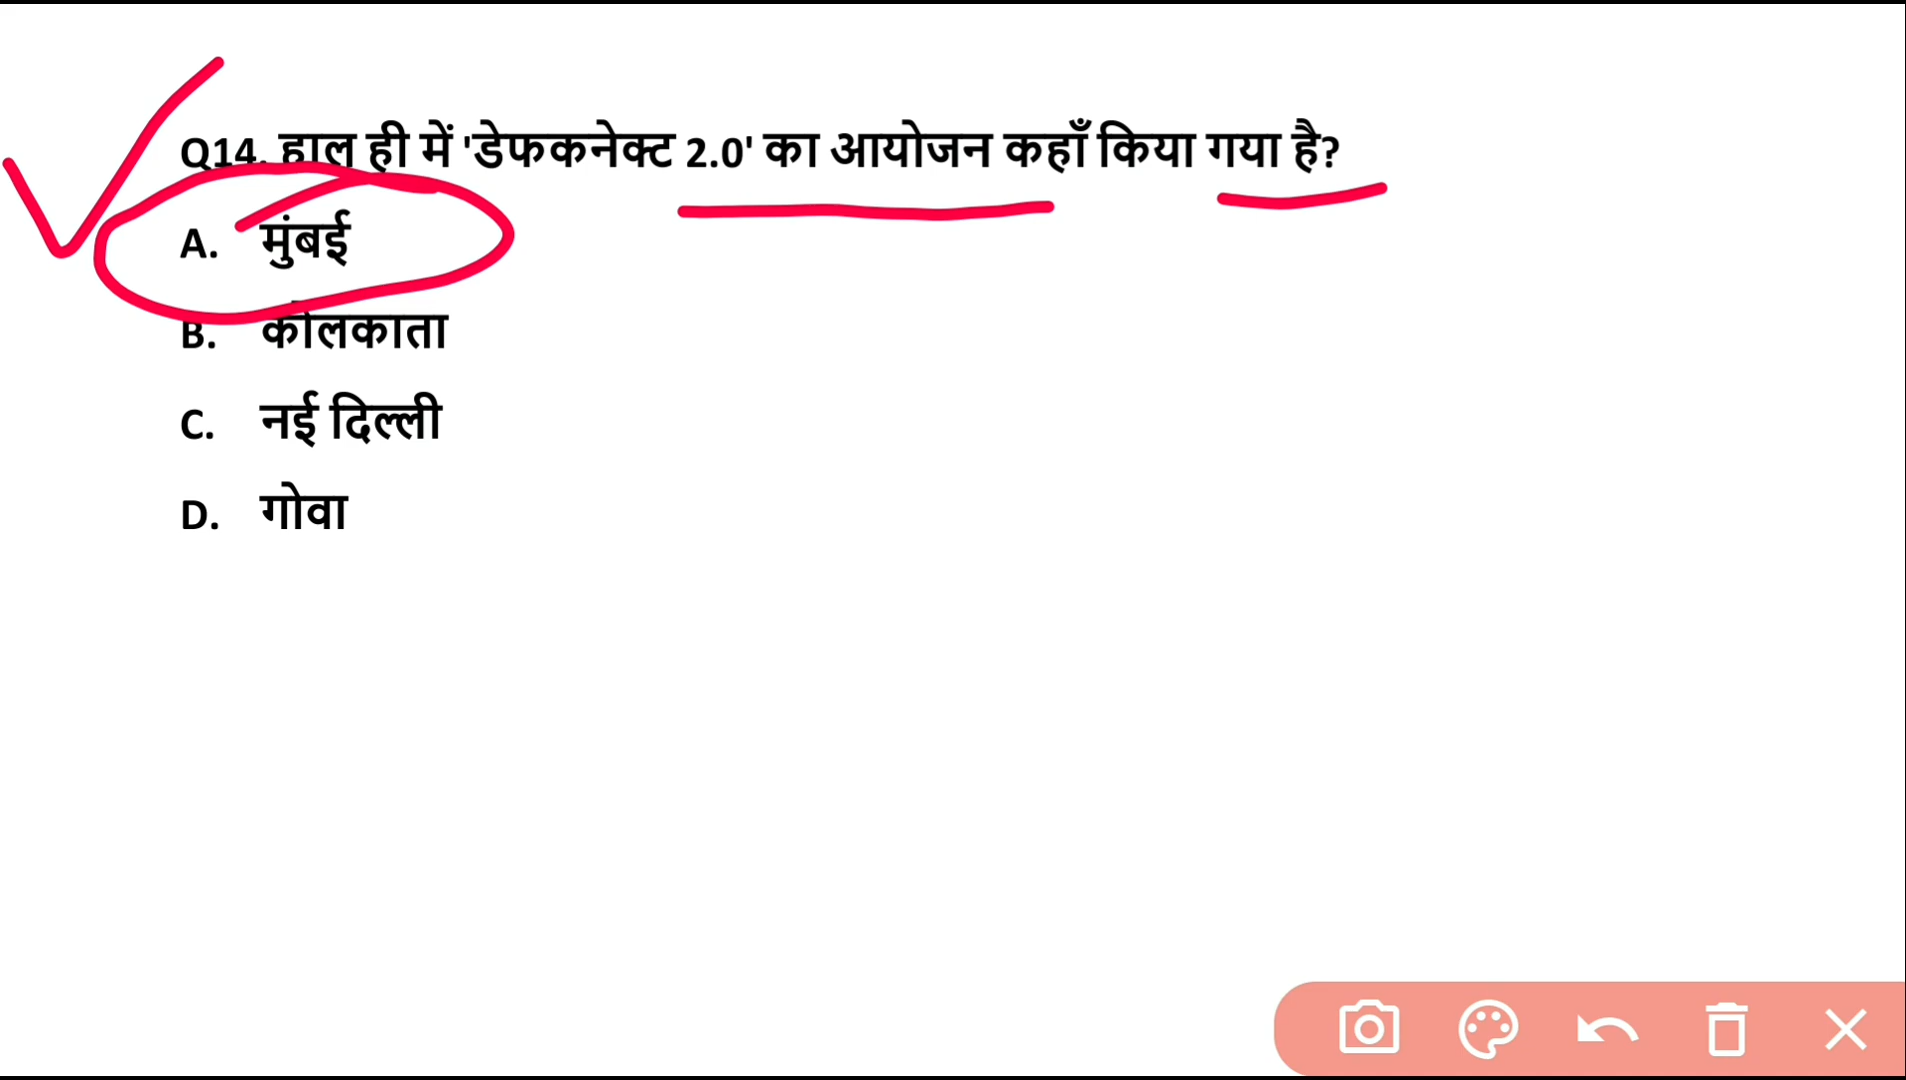 Q14. हाल ही में 'डेफकनेक्ट 2.0' का आयोजन कहाँ किया गया है?
A. मुंबई
B. कोलकाता
C. नई दिल्ली
D. गोवा